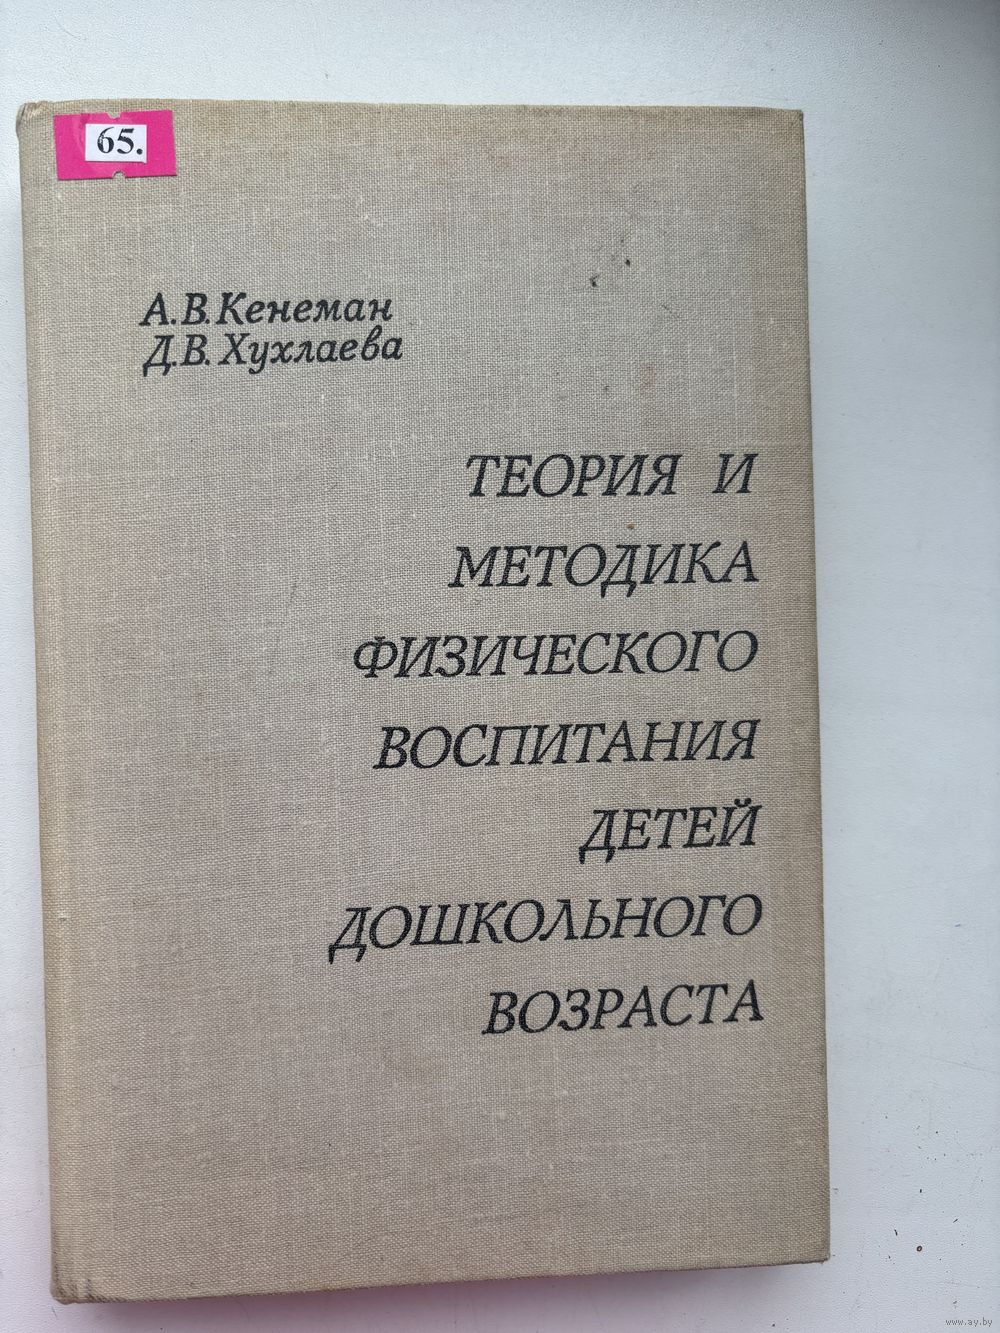 65.
А.В.Кенеман
Д.В.Хухлаева
ТЕОРИЯ И
МЕТОДИКА
ФИЗИЧЕСКОГО
ВОСПИТАНИЯ
ДЕТЕЙ
ДОШКОЛЬНОГО
ВОЗРАСТА
www.ay.by